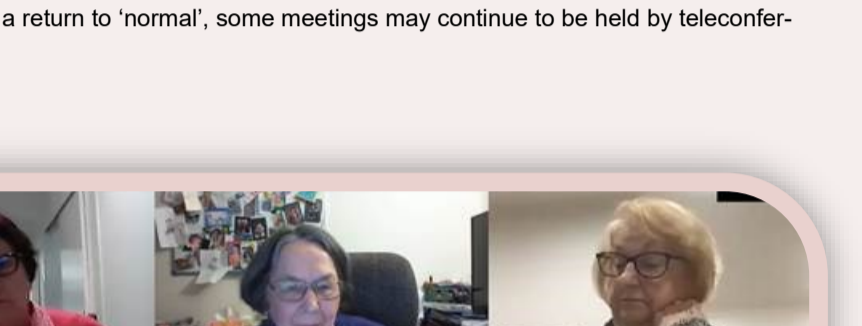 a return to ‘normal’, some meetings may continue to be held by teleconfer-